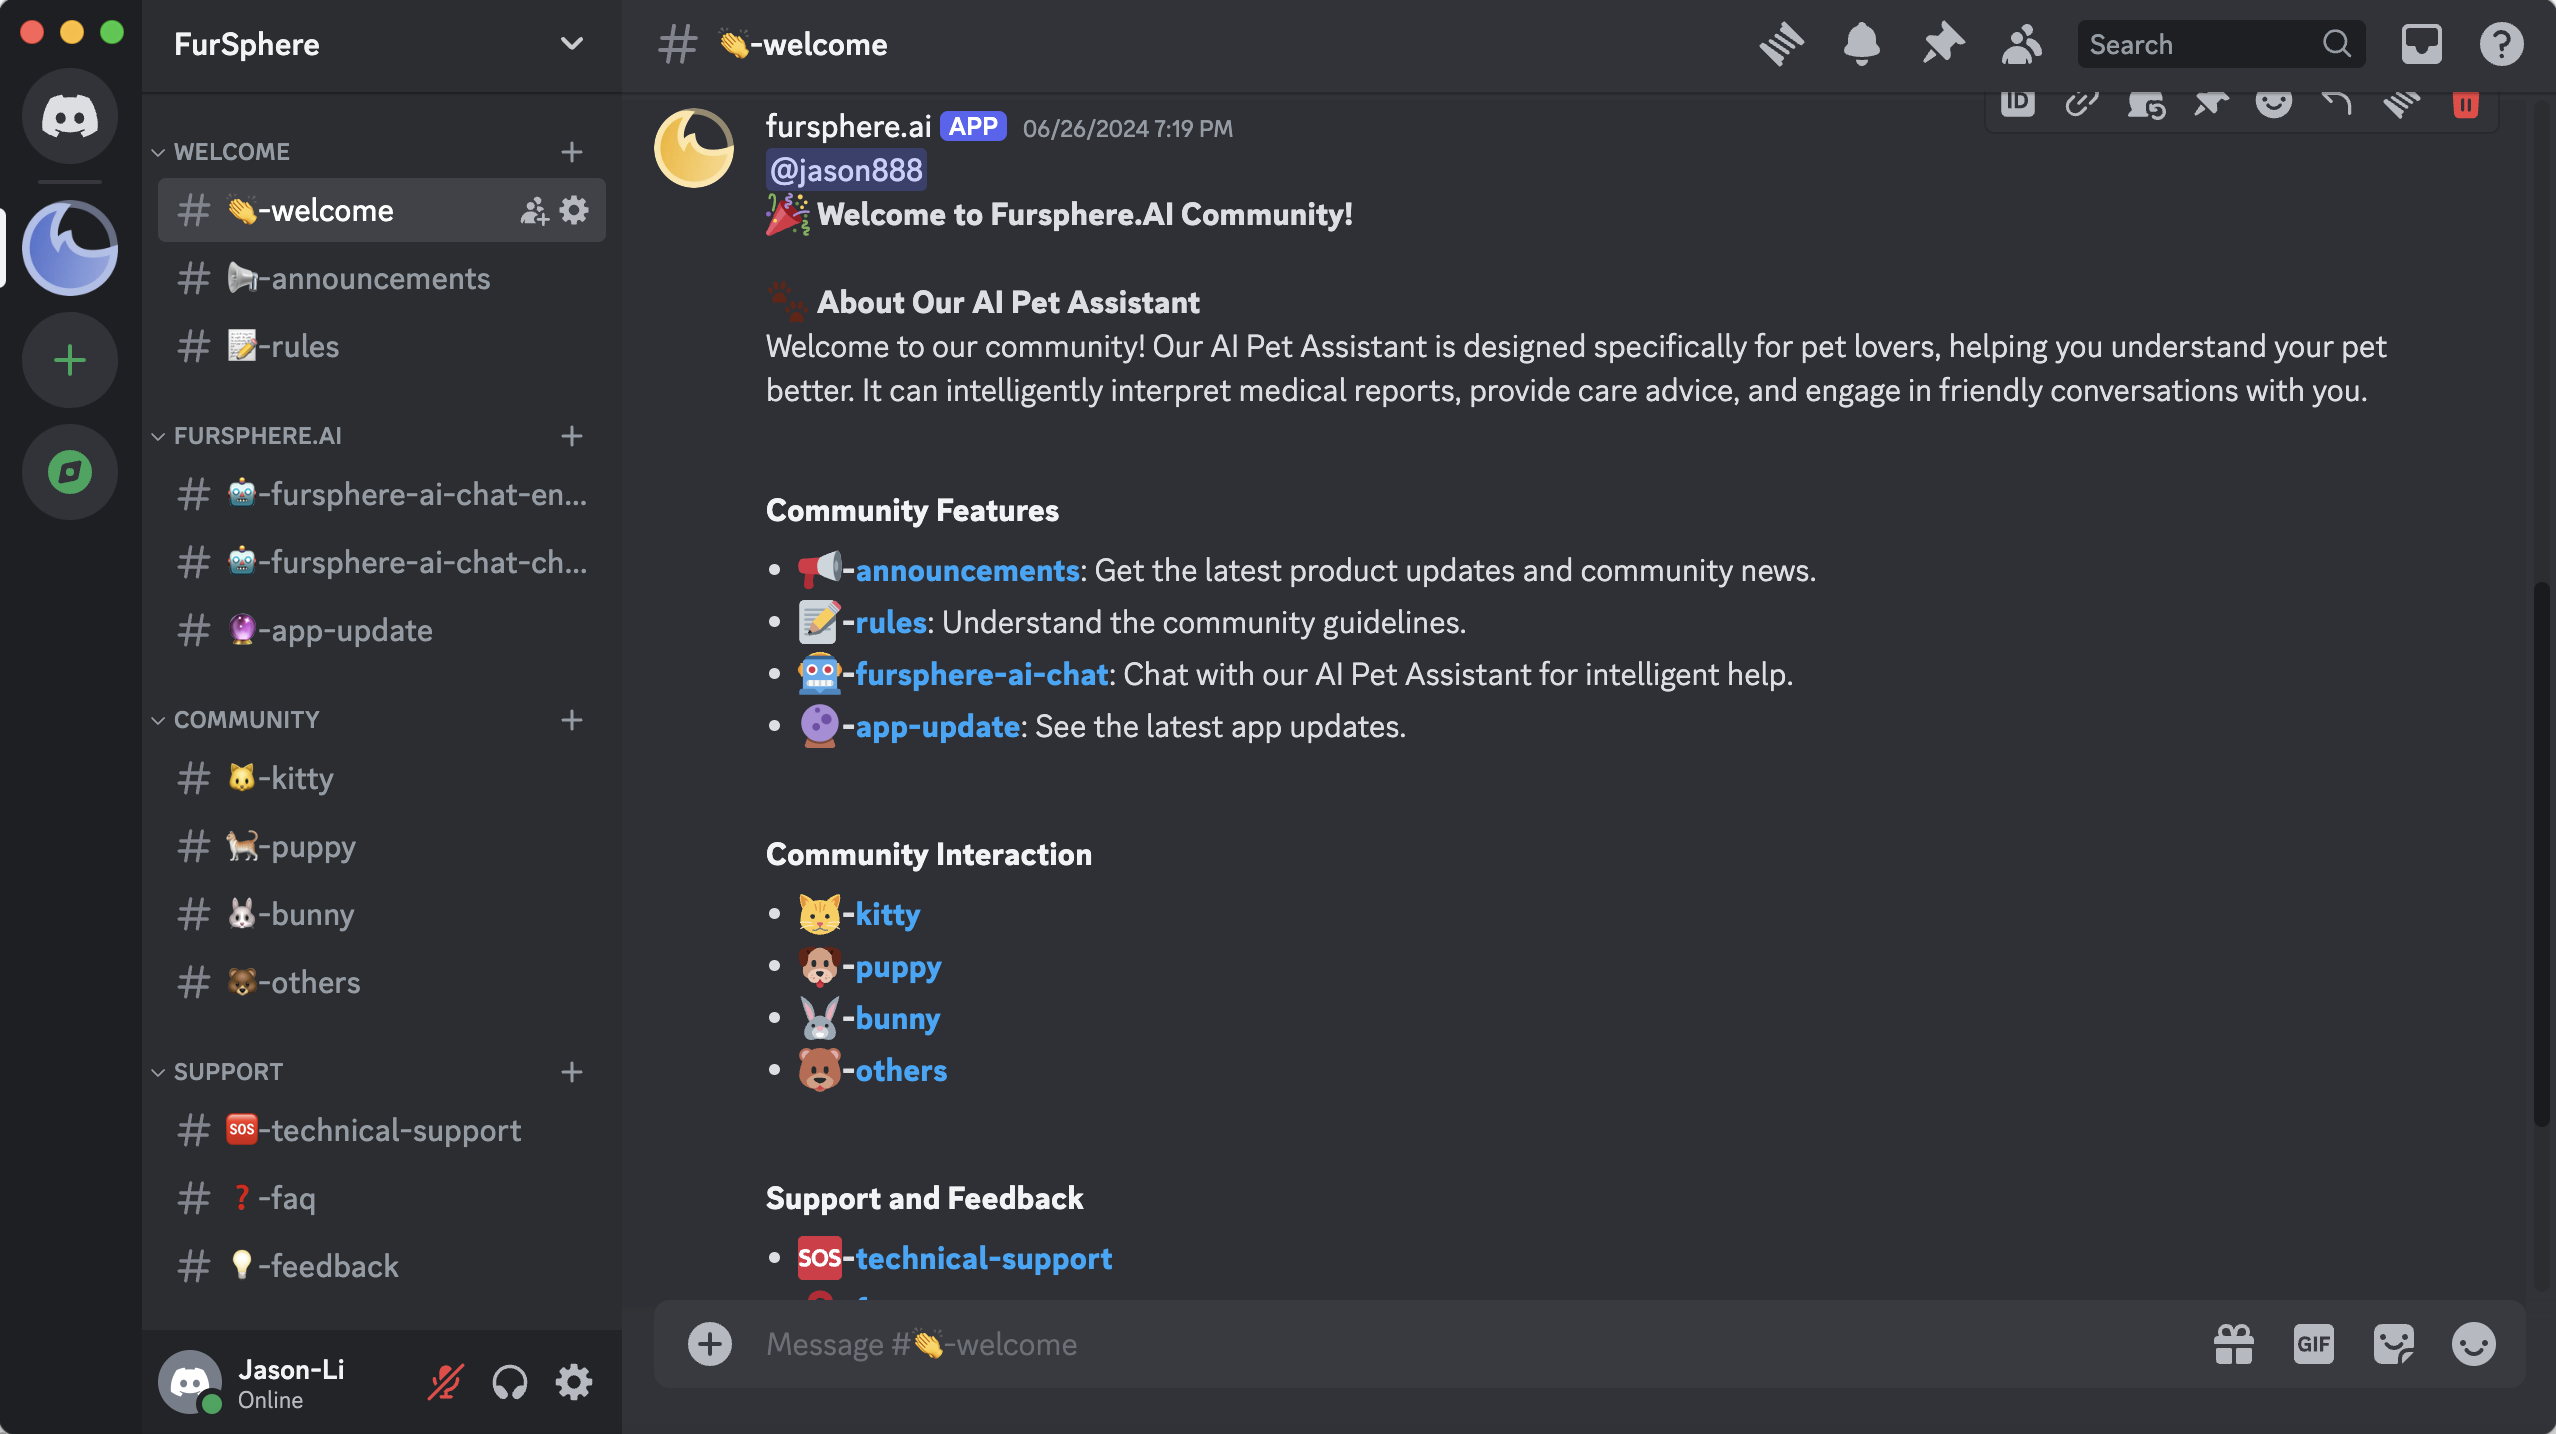 FurSphere
WELCOME
# 👏-welcome
# 📢-announcements
# 📝-rules
FURSPHERE.AI
# 🤖-fursphere-ai-chat-en...
# 🤖-fursphere-ai-chat-ch...
# 🔮-app-update
COMMUNITY
# 🐱-kitty
# 🐕-puppy
# 🐰-bunny
# 🐻-others
SUPPORT
# 🆘-technical-support
# ❓-faq
# 💡-feedback
Jason-Li
Online
# 👏-welcome
Search
ID
fursphere.ai APP 06/26/2024 7:19 PM
@jason888
🎉 Welcome to Fursphere.AI Community!
🐾 About Our AI Pet Assistant
Welcome to our community! Our AI Pet Assistant is designed specifically for pet lovers, helping you understand your pet
better. It can intelligently interpret medical reports, provide care advice, and engage in friendly conversations with you.
Community Features
• 📢-announcements: Get the latest product updates and community news.
• 📝-rules: Understand the community guidelines.
• 🤖-fursphere-ai-chat: Chat with our AI Pet Assistant for intelligent help.
• 🔮-app-update: See the latest app updates.
Community Interaction
• 🐱-kitty
• 🐶-puppy
• 🐰-bunny
• 🐻-others
Support and Feedback
• 🆘-technical-support
Message #👏-welcome
GIF